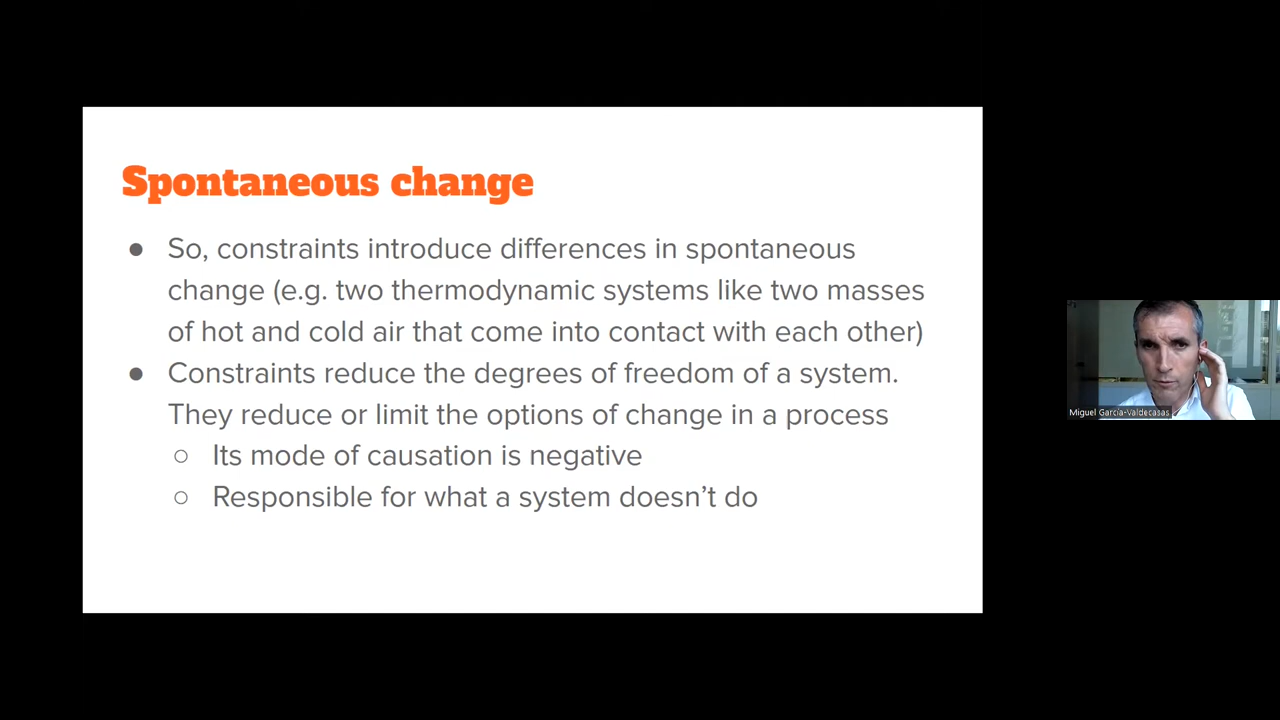 Spontaneous change
● So, constraints introduce differences in spontaneous
change (e.g. two thermodynamic systems like two masses
of hot and cold air that come into contact with each other)
● Constraints reduce the degrees of freedom of a system.
They reduce or limit the options of change in a process
○ Its mode of causation is negative
○ Responsible for what a system doesn’t do
Miguel García-Valdecasas